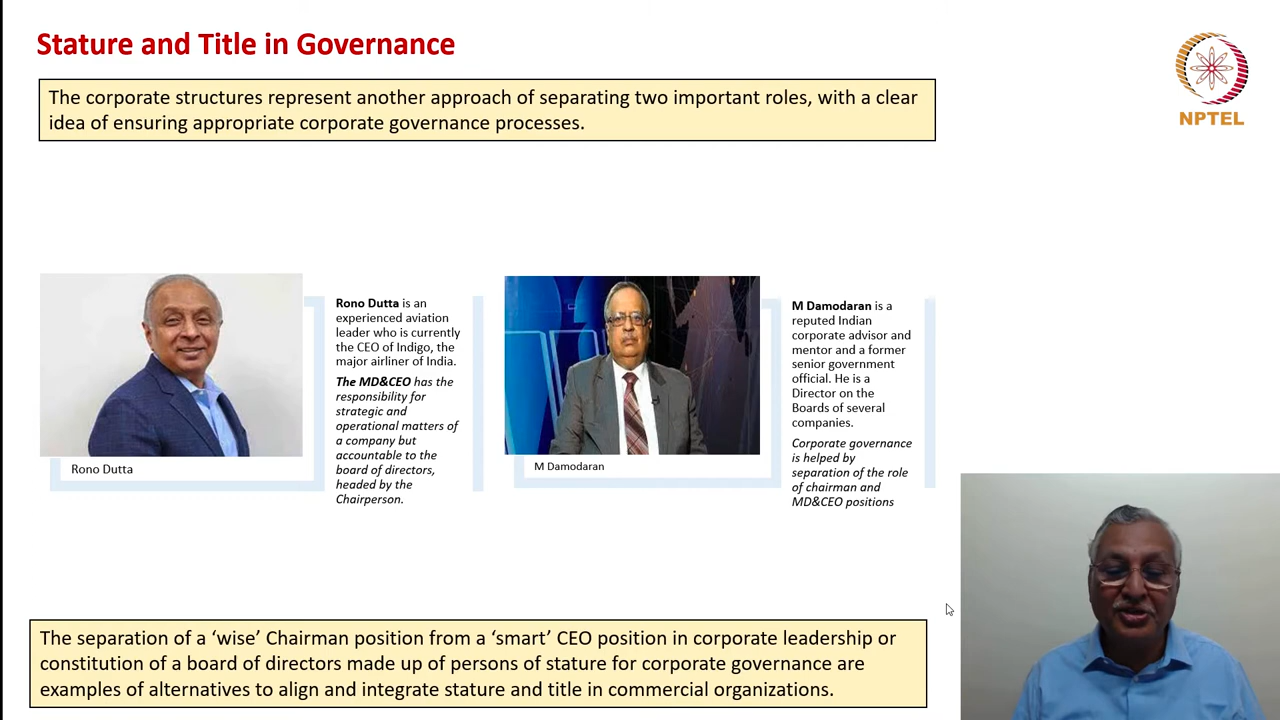 Stature and Title in Governance
The corporate structures represent another approach of separating two important roles, with a clear
idea of ensuring appropriate corporate governance processes.
NPTEL
Rono Dutta is an
experienced aviation
leader who is currently
the CEO of Indigo, the
major airliner of India.
The MD&CEO has the
responsibility for
strategic and
operational matters of
a company but
accountable to the
board of directors,
headed by the
Chairperson.
Rono Dutta
M Damodaran is a
reputed Indian
corporate advisor and
mentor and a former
senior government
official. He is a
Director on the
Boards of several
companies.
Corporate governance
is helped by
separation of the role
of chairman and
MD&CEO positions
M Damodaran
The separation of a ‘wise’ Chairman position from a ‘smart’ CEO position in corporate leadership or
constitution of a board of directors made up of persons of stature for corporate governance are
examples of alternatives to align and integrate stature and title in commercial organizations.